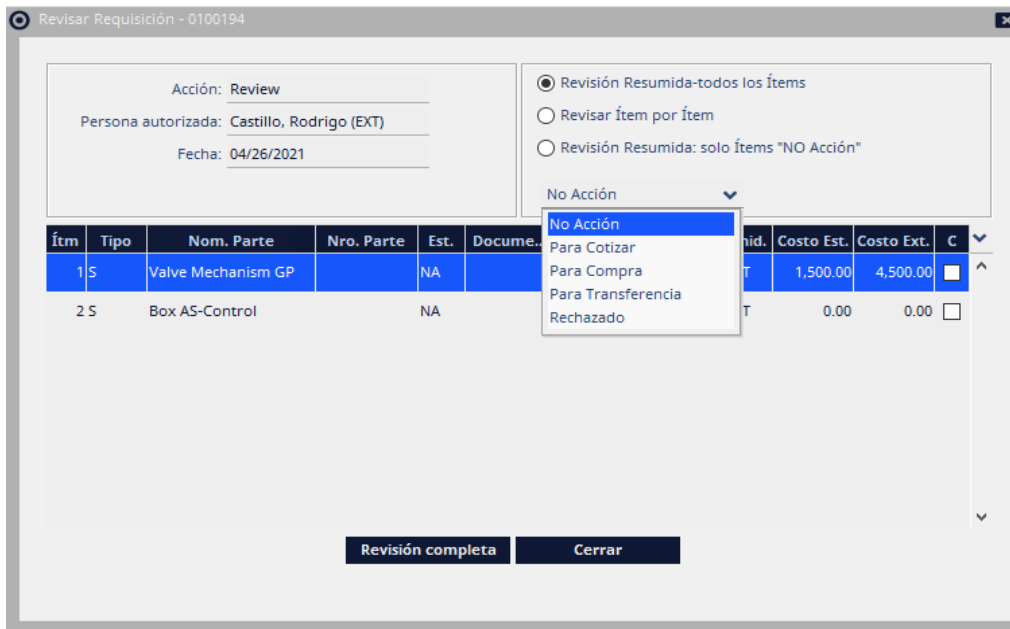 Revisar Requisición - 0100194
Acción: Review
Persona autorizada: Castillo, Rodrigo (EXT)
Fecha: 04/26/2021
Revisión Resumida-todos los Ítems
Revisar Ítem por Ítem
Revisión Resumida: solo Ítems "NO Acción"
No Acción
No Acción
Para Cotizar
Para Compra
Para Transferencia
Rechazado
Ítm Tipo Nom. Parte Nro. Parte Est. Docume.. nid. Costo Est. Costo Ext. C
1 S Valve Mechanism GP NA T 1,500.00 4,500.00
2 S Box AS-Control NA T 0.00 0.00
Revisión completa Cerrar